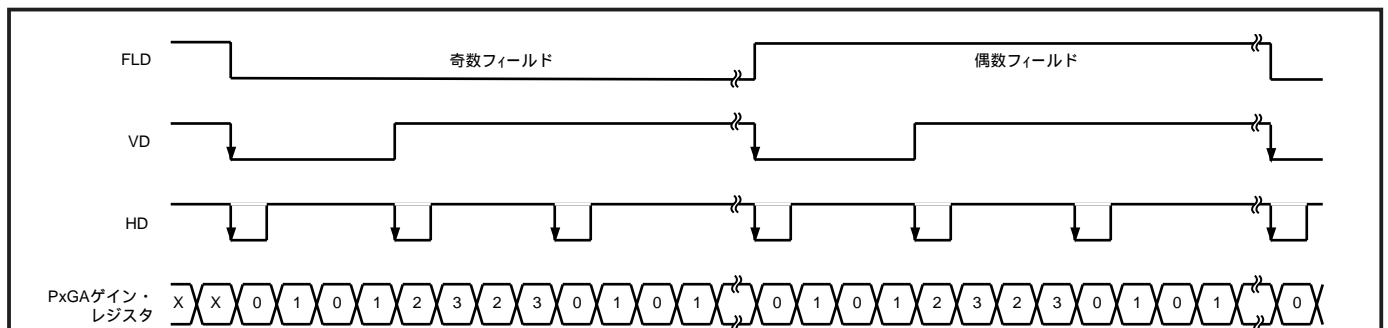 FLD
奇数フィールド
偶数フィールド
VD
HD
PxGAゲイン・
レジスタ
X X 0 1 0 1 2 3 2 3 0 1 0 1 0 1 0 1 2 3 2 3 0 1 0 1 0